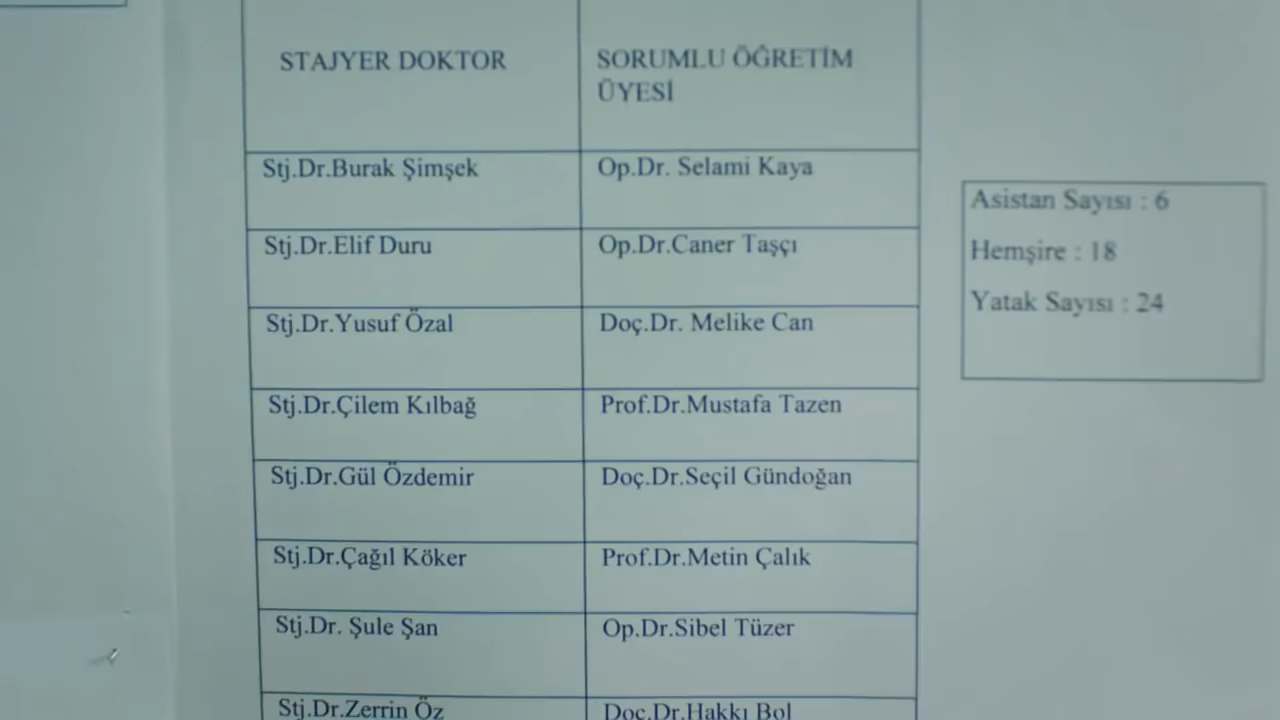 STAJYER DOKTOR
SORUMLU ÖĞRETİM
ÜYESİ
Stj.Dr.Burak Şimşek
Op.Dr. Selami Kaya
Stj.Dr.Elif Duru
Op.Dr.Caner Taşçı
Stj.Dr.Yusuf Özal
Doç.Dr. Melike Can
Stj.Dr.Çilem Kılbağ
Prof.Dr.Mustafa Tazen
Stj.Dr.Gül Özdemir
Doç.Dr.Seçil Gündoğan
Stj.Dr.Çağıl Köker
Prof.Dr.Metin Çalık
Stj.Dr. Şule Şan
Op.Dr.Sibel Tüzer
Stj.Dr.Zerrin Öz
Doç.Dr.Hakkı Bol
Asistan Sayısı : 6
Hemşire : 18
Yatak Sayısı : 24